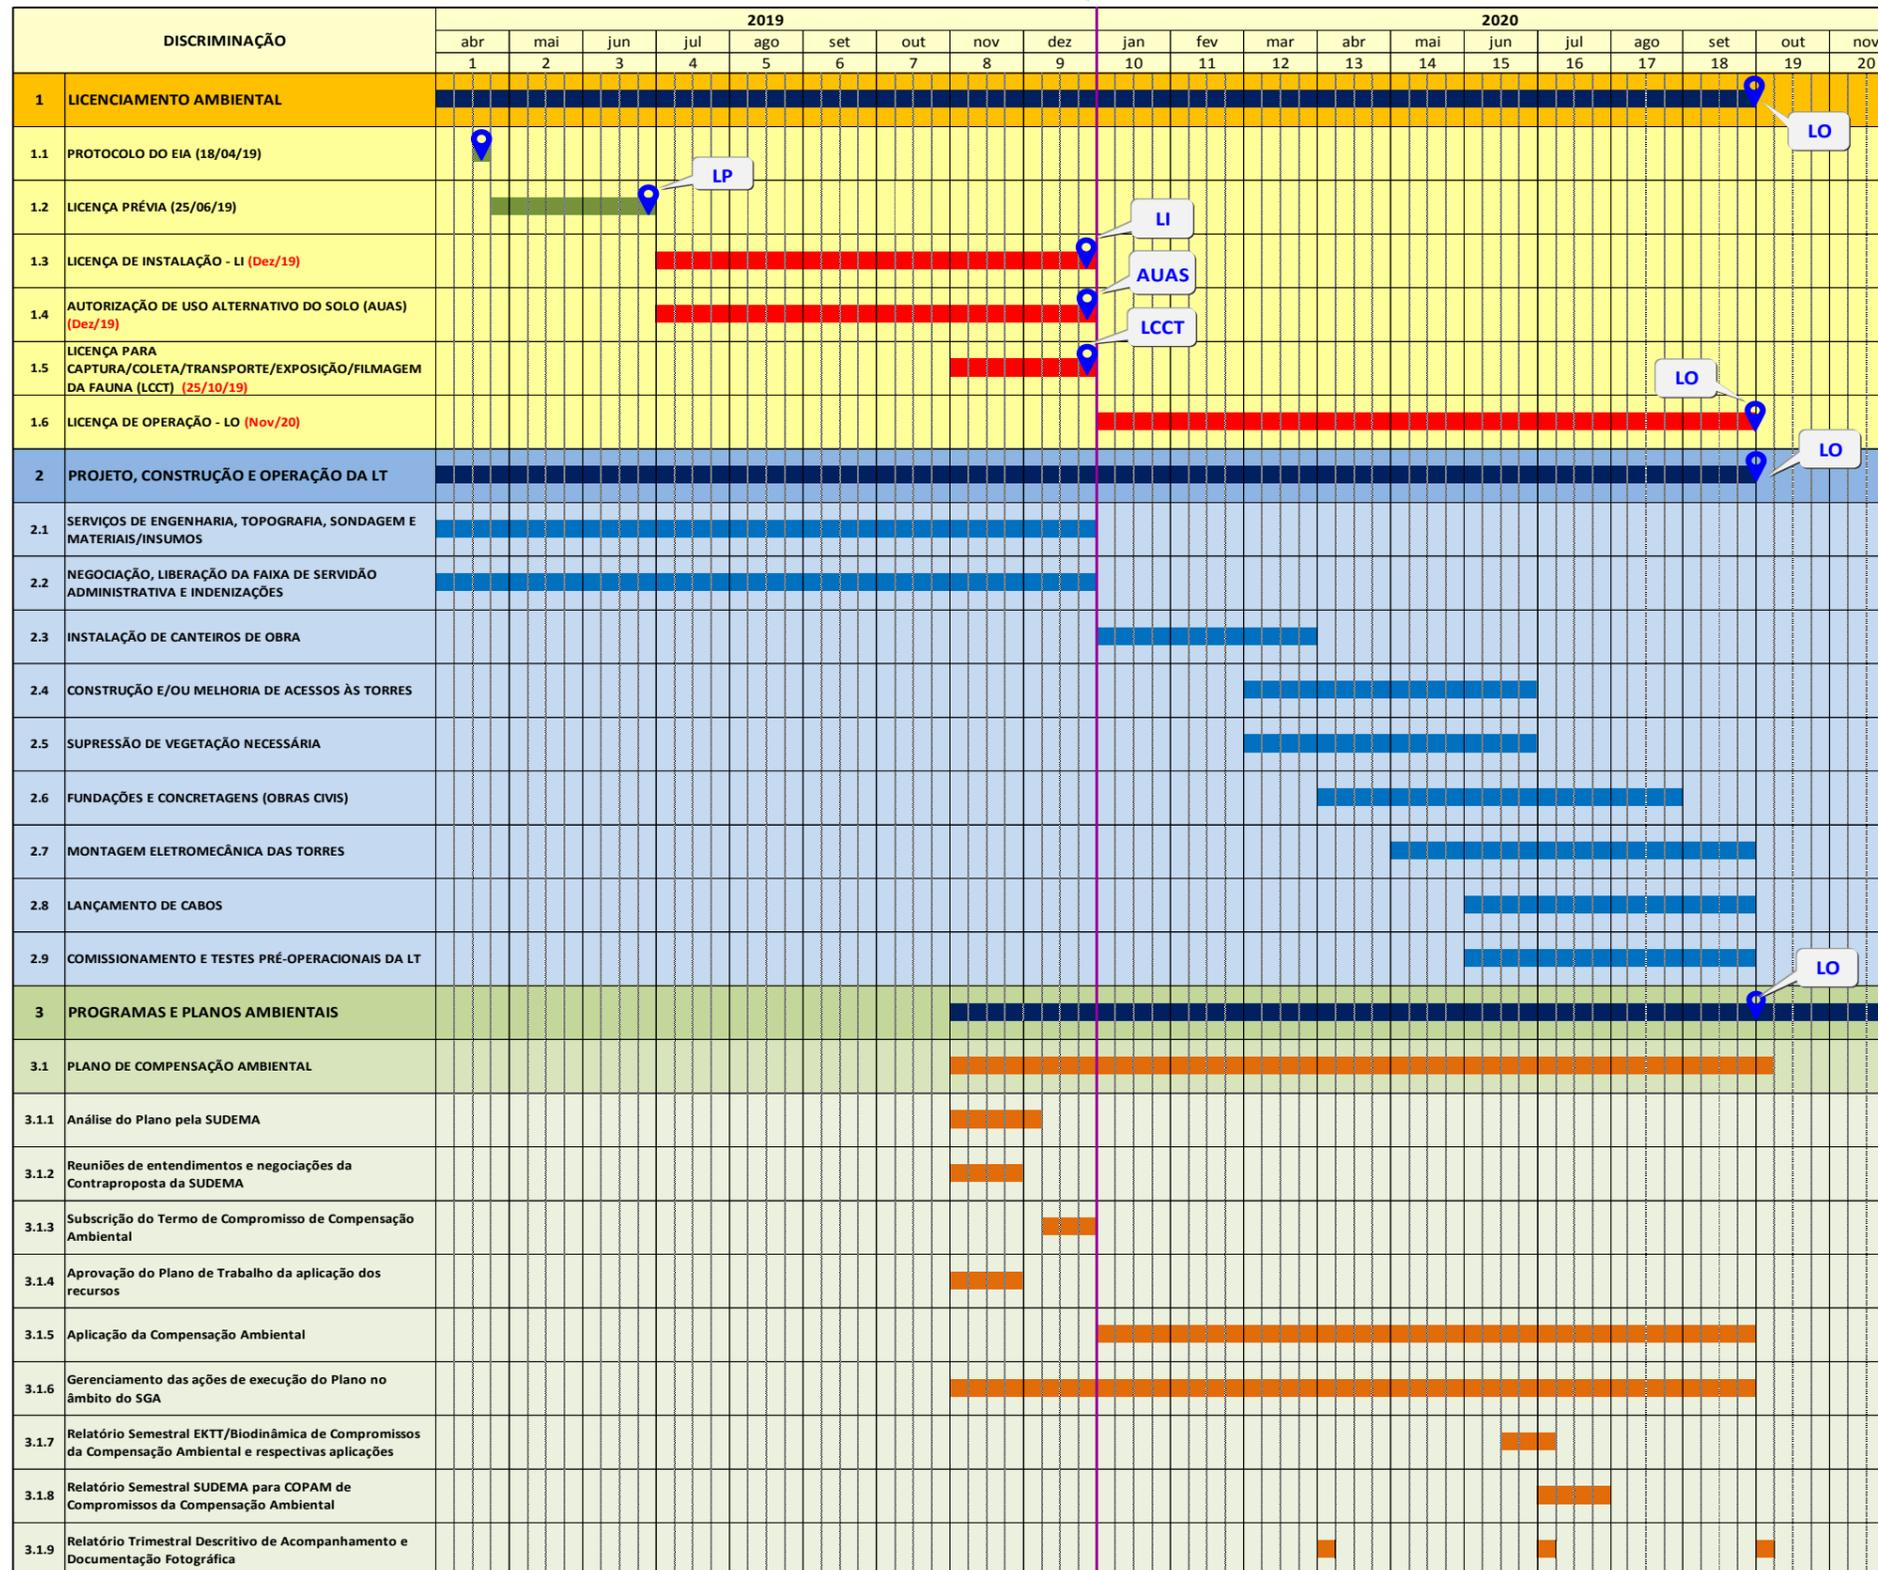 2019 2020
DISCRIMINAÇÃO
abr mai jun jul ago set out nov dez jan fev mar abr mai jun jul ago set out nov
1 2 3 4 5 6 7 8 9 10 11 12 13 14 15 16 17 18 19 20
1 LICENCIAMENTO AMBIENTAL
LO
1.1 PROTOCOLO DO EIA (18/04/19)
LP
1.2 LICENÇA PRÉVIA (25/06/19)
LI
1.3 LICENÇA DE INSTALAÇÃO - LI (Dez/19)
AUAS
1.4 AUTORIZAÇÃO DE USO ALTERNATIVO DO SOLO (AUAS)
(Dez/19)
LCCT
1.5 LICENÇA PARA
CAPTURA/COLETA/TRANSPORTE/EXPOSIÇÃO/FILMAGEM
DA FAUNA (LCCT) (25/10/19)
LO
1.6 LICENÇA DE OPERAÇÃO - LO (Nov/20)
LO
2 PROJETO, CONSTRUÇÃO E OPERAÇÃO DA LT
2.1 SERVIÇOS DE ENGENHARIA, TOPOGRAFIA, SONDAGEM E
MATERIAIS/INSUMOS
2.2 NEGOCIAÇÃO, LIBERAÇÃO DA FAIXA DE SERVIDÃO
ADMINISTRATIVA E INDENIZAÇÕES
2.3 INSTALAÇÃO DE CANTEIROS DE OBRA
2.4 CONSTRUÇÃO E/OU MELHORIA DE ACESSOS ÀS TORRES
2.5 SUPRESSÃO DE VEGETAÇÃO NECESSÁRIA
2.6 FUNDAÇÕES E CONCRETAGENS (OBRAS CIVIS)
2.7 MONTAGEM ELETROMECÂNICA DAS TORRES
2.8 LANÇAMENTO DE CABOS
2.9 COMISSIONAMENTO E TESTES PRÉ-OPERACIONAIS DA LT
LO
3 PROGRAMAS E PLANOS AMBIENTAIS
3.1 PLANO DE COMPENSAÇÃO AMBIENTAL
3.1.1 Análise do Plano pela SUDEMA
3.1.2 Reuniões de entendimentos e negociações da
Contraproposta da SUDEMA
3.1.3 Subscrição do Termo de Compromisso de Compensação
Ambiental
3.1.4 Aprovação do Plano de Trabalho da aplicação dos
recursos
3.1.5 Aplicação da Compensação Ambiental
3.1.6 Gerenciamento das ações de execução do Plano no
âmbito do SGA
3.1.7 Relatório Semestral EKTT/Biodinâmica de Compromissos
da Compensação Ambiental e respectivas aplicações
3.1.8 Relatório Semestral SUDEMA para COPAM de
Compromissos da Compensação Ambiental
3.1.9 Relatório Trimestral Descritivo de Acompanhamento e
Documentação Fotográfica